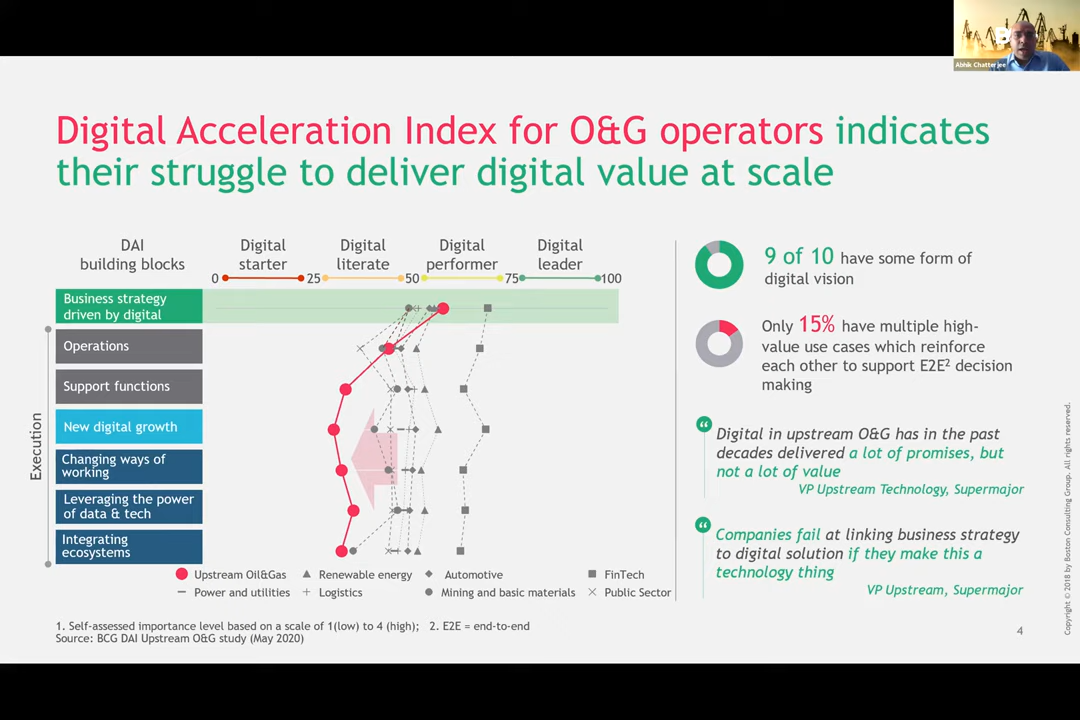 Abhik Chatterjee
Digital Acceleration Index for O&G operators indicates
their struggle to deliver digital value at scale
DAI
building blocks
Digital
starter
Digital
literate
Digital
performer
Digital
leader
0
25
50
75
100
Business strategy
driven by digital
Operations
Support functions
New digital growth
Changing ways of
working
Leveraging the power
of data & tech
Integrating
ecosystems
Execution
Upstream Oil&Gas
Renewable energy
Automotive
FinTech
Power and utilities
Logistics
Mining and basic materials
Public Sector
9 of 10 have some form of
digital vision
Only 15% have multiple high-
value use cases which reinforce
each other to support E2E² decision
making
Digital in upstream O&G has in the past
decades delivered a lot of promises, but
not a lot of value
VP Upstream Technology, Supermajor
Companies fail at linking business strategy
to digital solution if they make this a
technology thing
VP Upstream, Supermajor
1. Self-assessed importance level based on a scale of 1(low) to 4 (high); 2. E2E = end-to-end
Source: BCG DAI Upstream O&G study (May 2020)
4
Copyright © 2018 by Boston Consulting Group. All rights reserved.